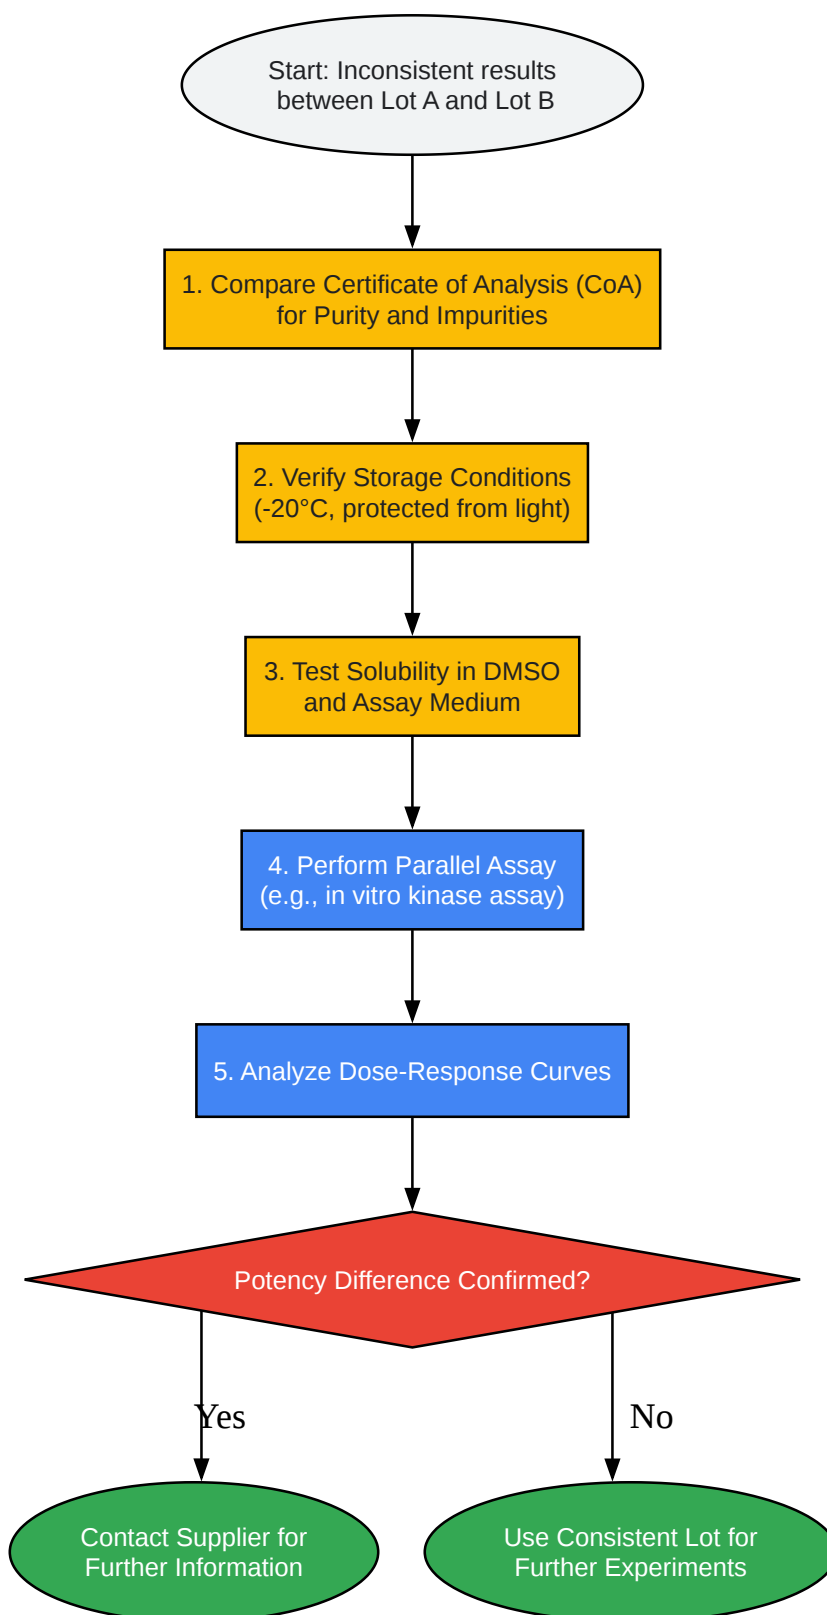 Start: Inconsistent results
between Lot A and Lot B
1. Compare Certificate of Analysis (CoA)
for Purity and Impurities
2. Verify Storage Conditions
(-20°C, protected from light)
3. Test Solubility in DMSO
and Assay Medium
4. Perform Parallel Assay
(e.g., in vitro kinase assay)
5. Analyze Dose-Response Curves
Potency Difference Confirmed?
Yes
No
Contact Supplier for
Further Information
Use Consistent Lot for
Further Experiments